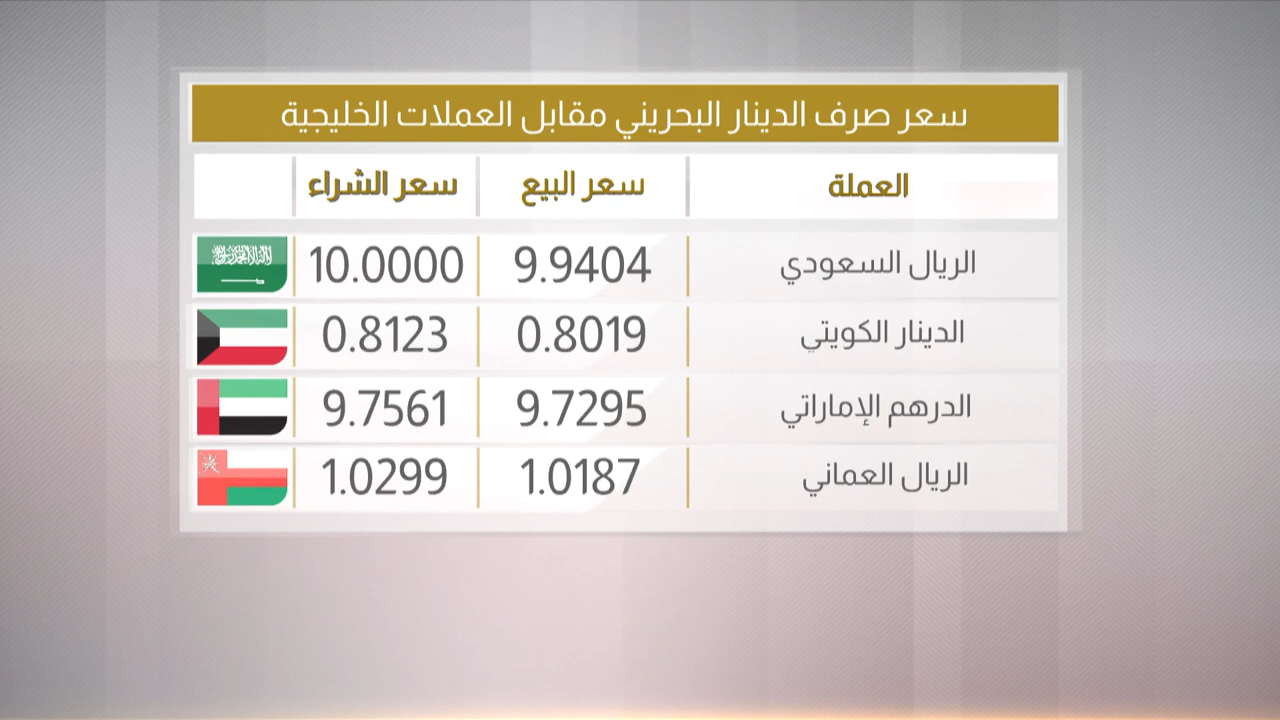 سعر صرف الدينار البحريني مقابل العملات الخليجية
العملة سعر البيع سعر الشراء
الريال السعودي 9.9404 10.0000
الدينار الكويتي 0.8019 0.8123
الدرهم الإماراتي 9.7295 9.7561
الريال العماني 1.0187 1.0299